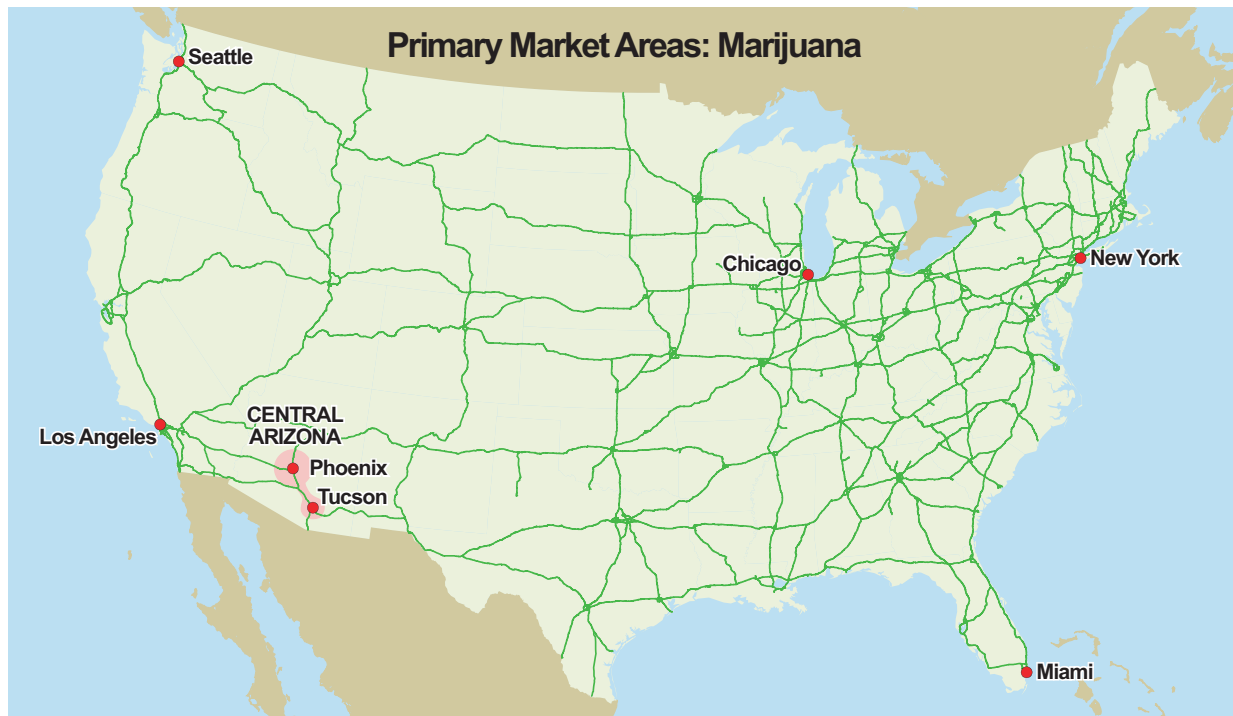 Primary Market Areas: Marijuana
Seattle
Chicago
New York
CENTRAL
ARIZONA
Los Angeles
Phoenix
Tucson
Miami